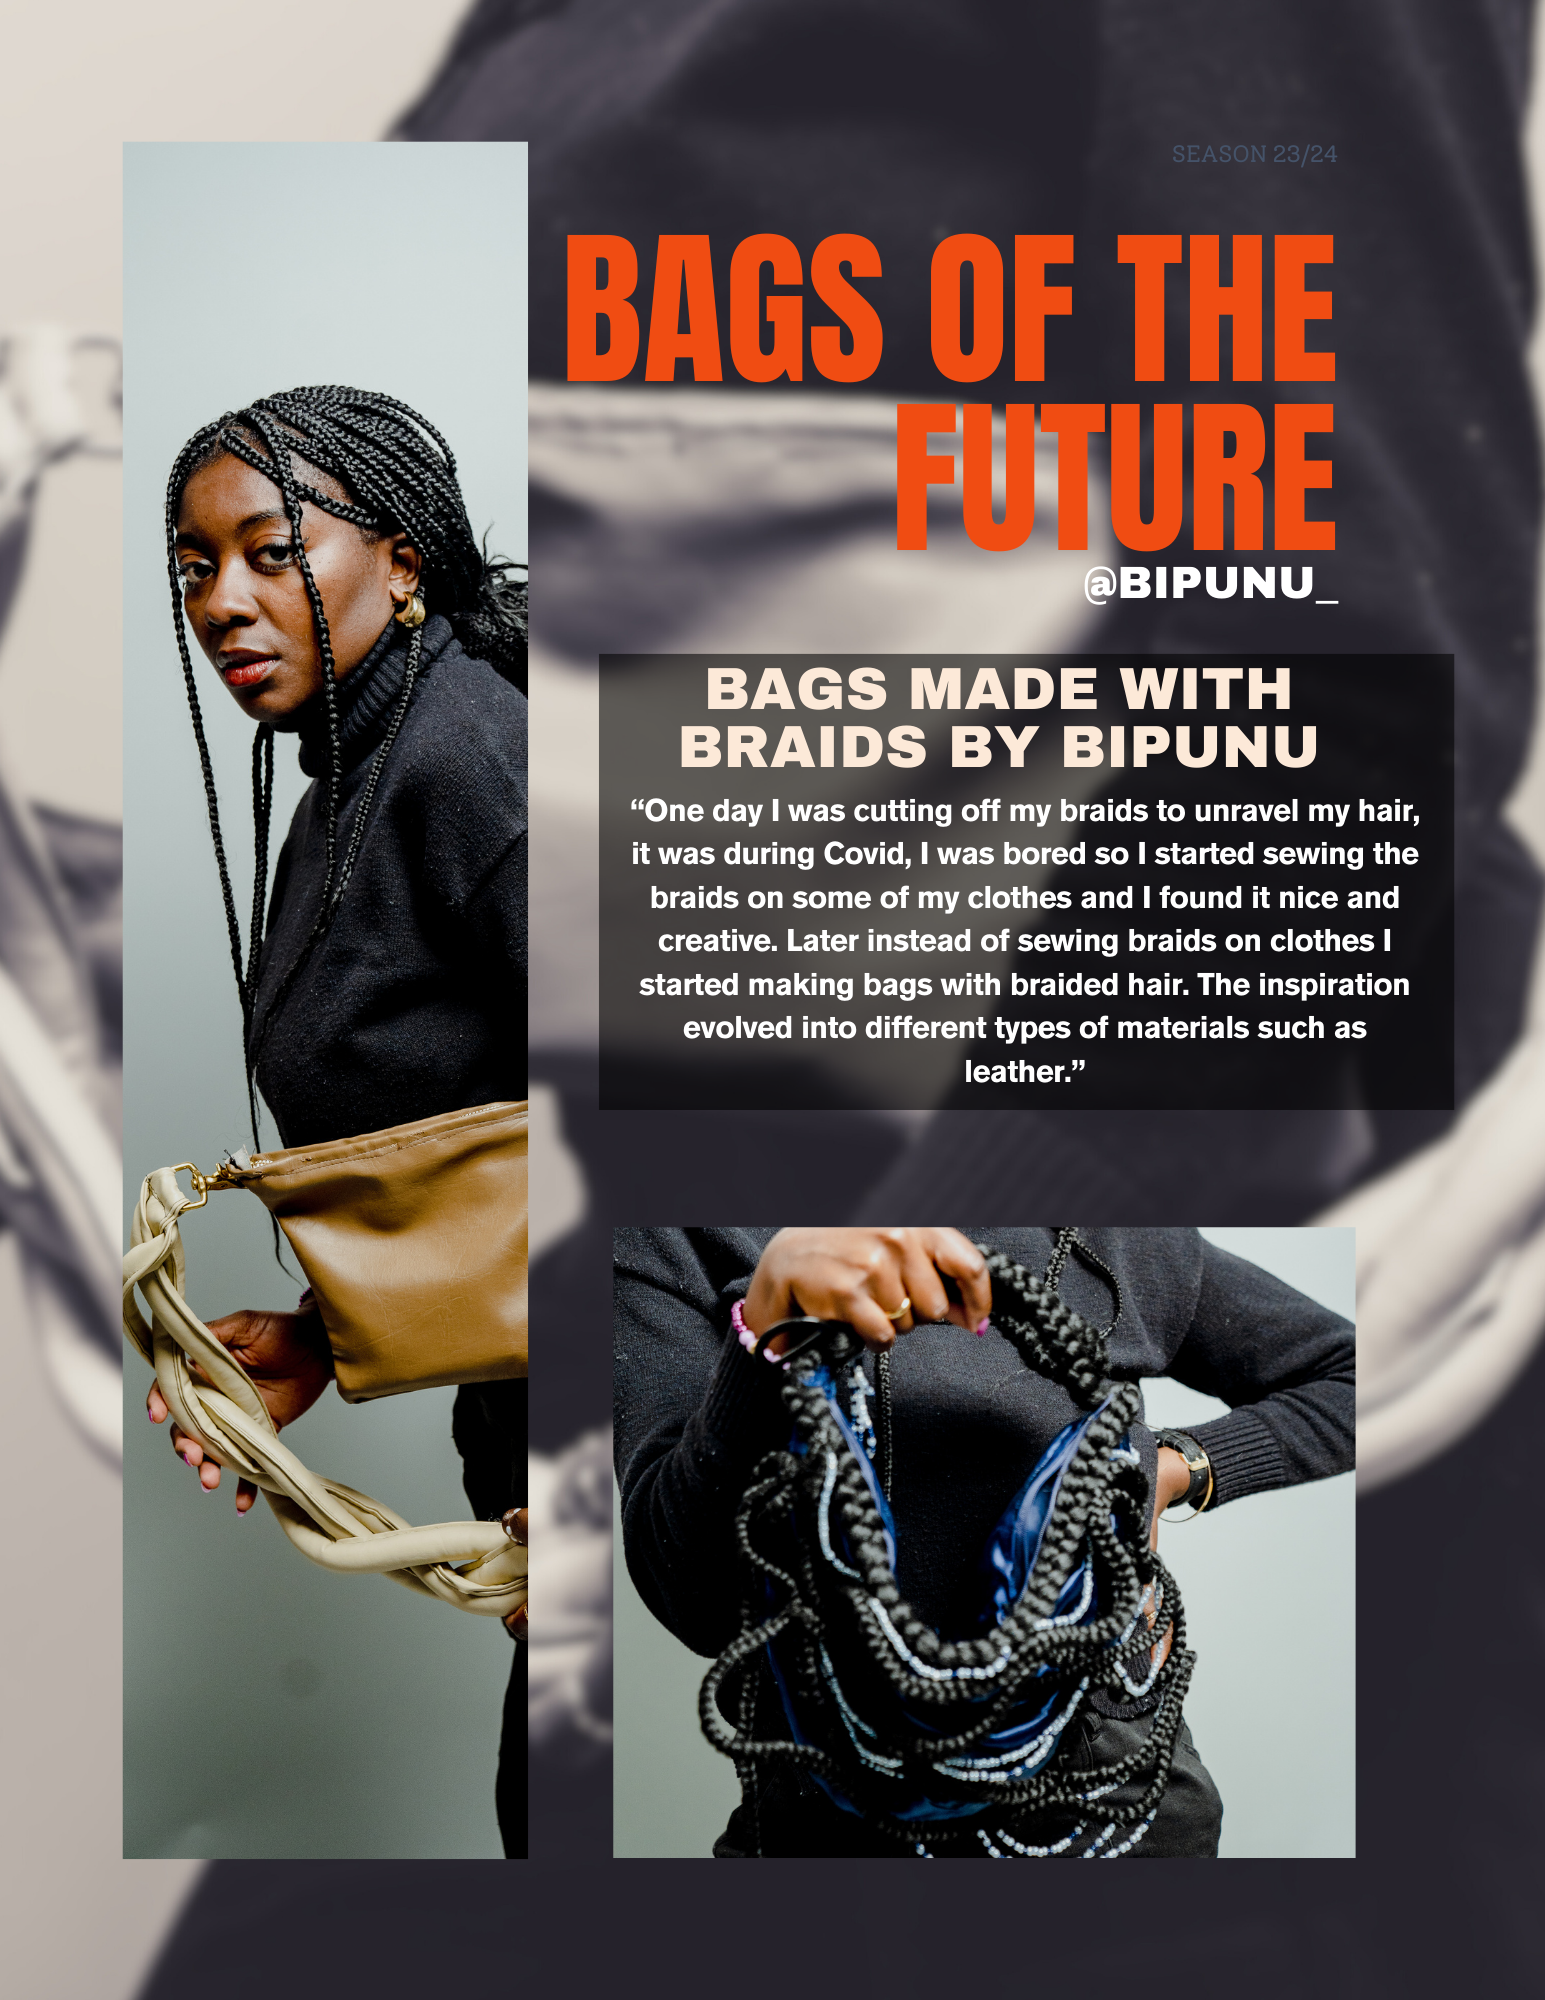 SEASON 23/24
BAGS OF THE
FUTURE
@BIPUNU_
BAGS MADE WITH
BRAIDS BY BIPUNU
“One day I was cutting off my braids to unravel my hair,
it was during Covid, I was bored so I started sewing the
braids on some of my clothes and I found it nice and
creative. Later instead of sewing braids on clothes I
started making bags with braided hair. The inspiration
evolved into different types of materials such as
leather.”